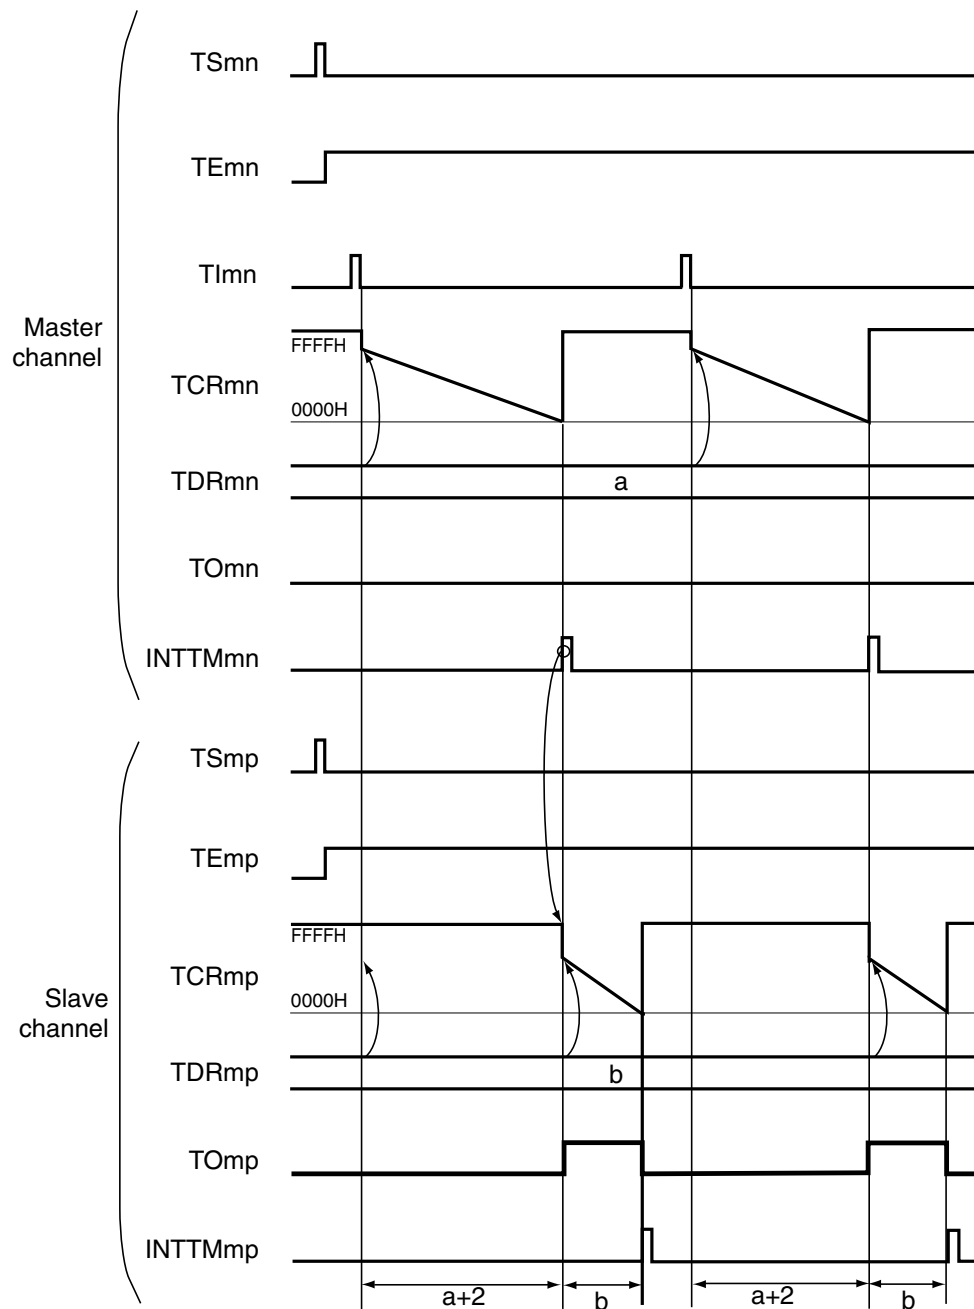 TSmn
TEmn
TImn
Master
channel
FFFFH
TCRmn
0000H
TDRmn
a
TOmn
INTTMmn
TSmp
TEmp
FFFFH
TCRmp
0000H
Slave
channel
TDRmp
b
TOmp
INTTMmp
a+2 b a+2 b